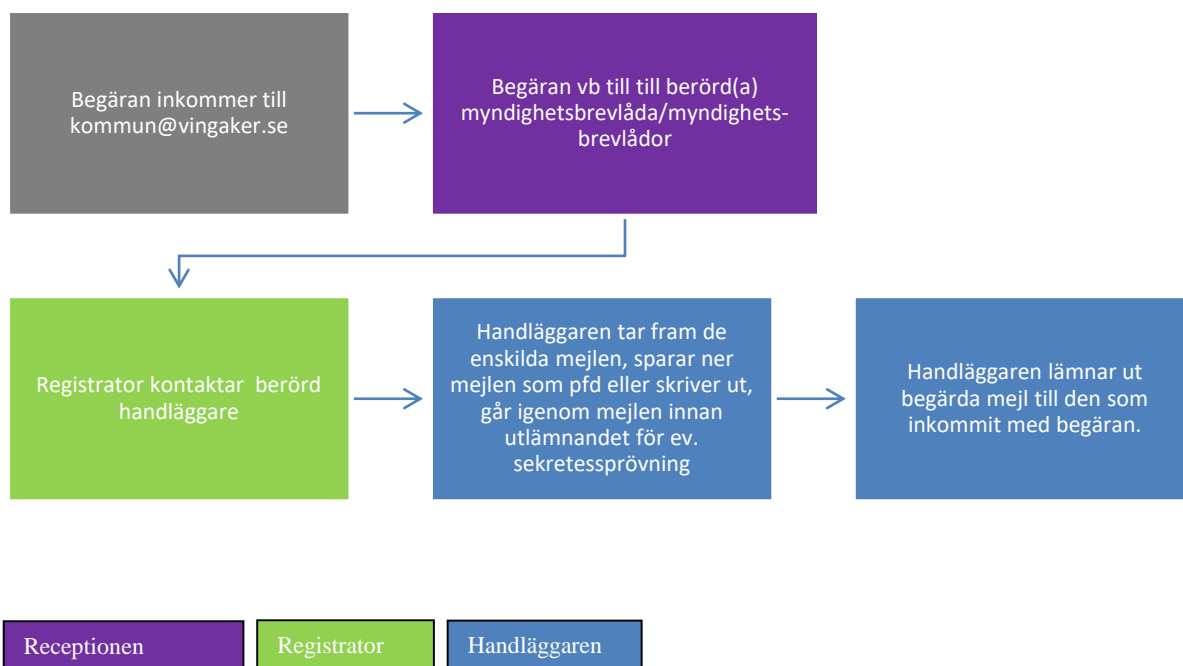 Begäran inkommer till
kommun@vingaker.se
Begäran vb till till berörd(a)
myndighetsbrevlåda/myndighets-
brevlådor
Registrator kontaktar berörd
handläggare
Handläggaren tar fram de
enskilda mejlen, sparar ner
mejlen som pfd eller skriver ut,
går igenom mejlen innan
utlämnandet för ev.
sekretessprövning
Handläggaren lämnar ut
begärda mejl till den som
inkommit med begäran.
Receptionen
Registrator
Handläggaren